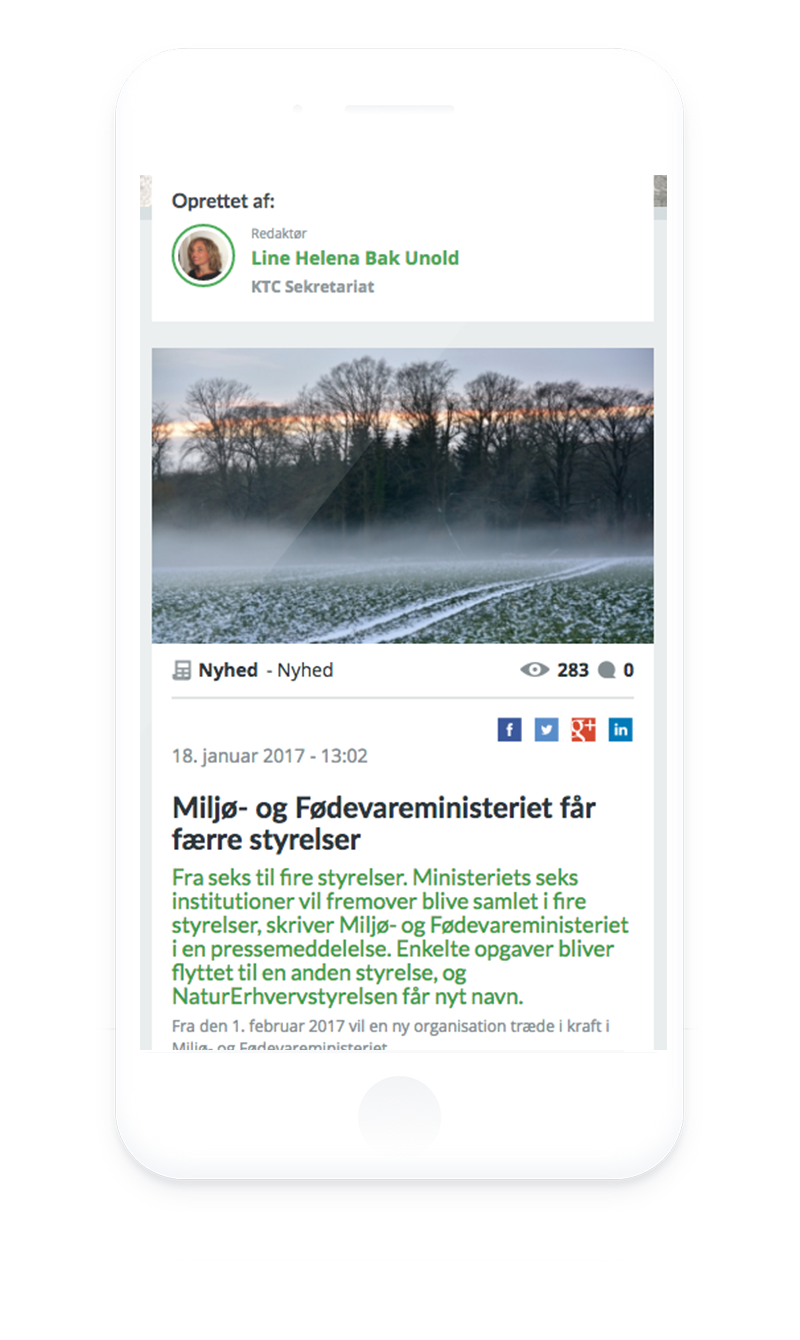 Oprettet af:
Redaktør
Line Helena Bak Unold
KTC Sekretariat
Nyhed - Nyhed 283 0
f g+ in
18. januar 2017 - 13:02
Miljø- og Fødevareministeriet får
færre styrelser
Fra seks til fire styrelser. Ministeriets seks
institutioner vil fremover blive samlet i fire
styrelser, skriver Miljø- og Fødevareministeriet
i en pressemeddelelse. Enkelte opgaver bliver
flyttet til en anden styrelse, og
NaturErhvervstyrelsen får nyt navn.
Fra den 1. februar 2017 vil en ny organisation træde i kraft i
Miljø- og Fødevareministeriet